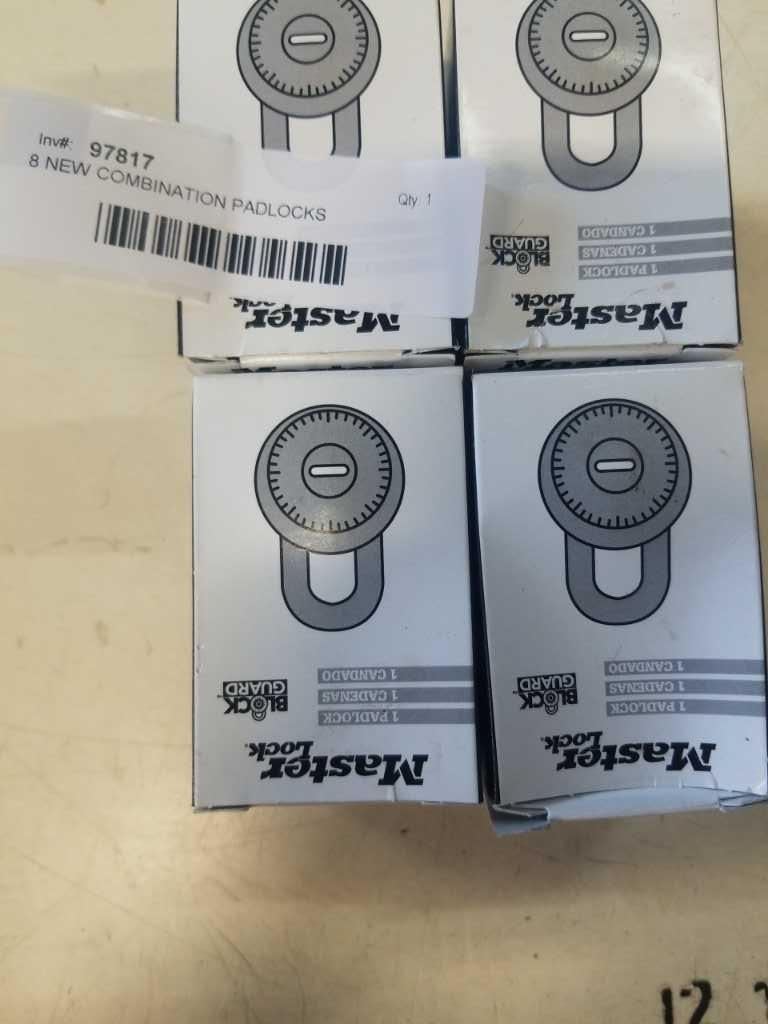 Inv#: 97817
8 NEW COMBINATION PADLOCKS
Qty 1
Master
Lock
1 PADLOCK
1 CADENAS
1 CANDADO
BLOCK
GUARD
Master
Lock
Master
Lock
1 PADLOCK
1 CADENAS
1 CANDADO
BLOCK
GUARD
Master
Lock
1 PADLOCK
1 CADENAS
1 CANDADO
BLOCK
GUARD
12